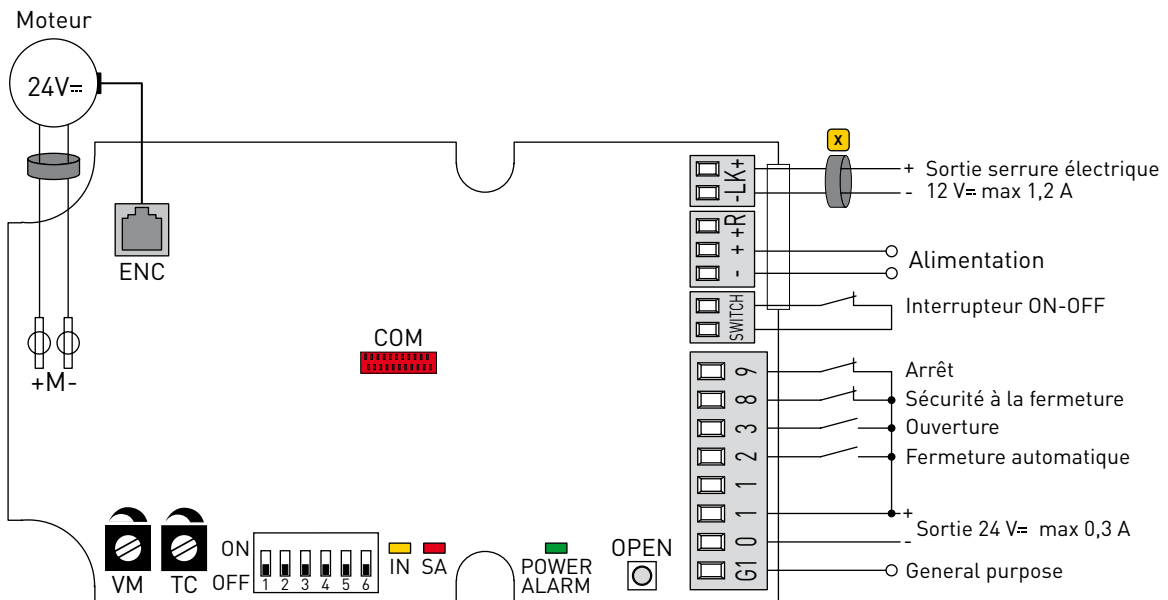 Moteur
24V⎓
ENC
+M-
COM
X
-LK+
+ Sortie serrure électrique
- 12 V⎓ max 1,2 A
- + +R
Alimentation
SWITCH
Interrupteur ON-OFF
9 Arrêt
8 Sécurité à la fermeture
3 Ouverture
2 Fermeture automatique
1
1 +
Sortie 24 V⎓ max 0,3 A
0 -
G1 General purpose
VM
TC
ON
OFF
1 2 3 4 5 6
IN
SA
POWER
ALARM
OPEN